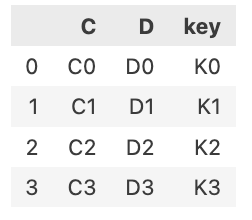 C D key
0 C0 D0 K0
1 C1 D1 K1
2 C2 D2 K2
3 C3 D3 K3